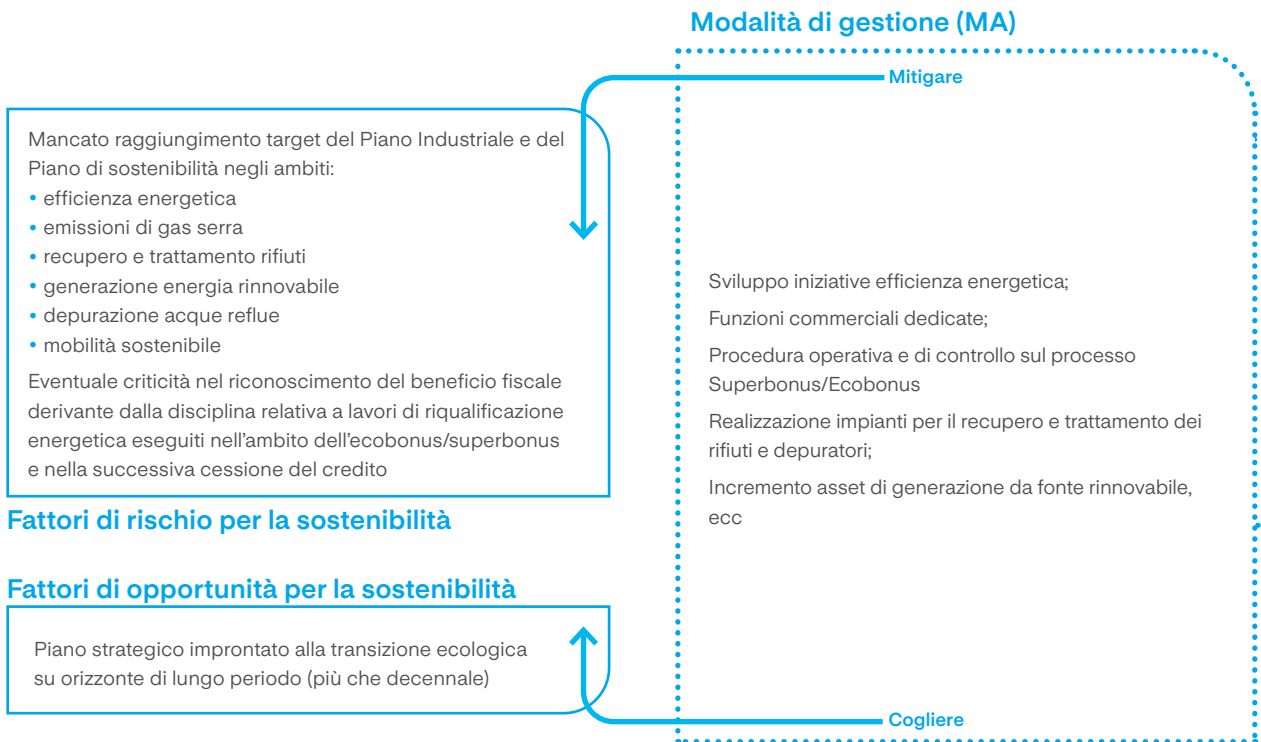 Modalità di gestione (MA)
Mitigare
Mancato raggiungimento target del Piano Industriale e del
Piano di sostenibilità negli ambiti:
• efficienza energetica
• emissioni di gas serra
• recupero e trattamento rifiuti
• generazione energia rinnovabile
• depurazione acque reflue
• mobilità sostenibile
Eventuale criticità nel riconoscimento del beneficio fiscale
derivante dalla disciplina relativa a lavori di riqualificazione
energetica eseguiti nell'ambito dell'ecobonus/superbonus
e nella successiva cessione del credito
Fattori di rischio per la sostenibilità
Fattori di opportunità per la sostenibilità
Piano strategico improntato alla transizione ecologica
su orizzonte di lungo periodo (più che decennale)
Sviluppo iniziative efficienza energetica;
Funzioni commerciali dedicate;
Procedura operativa e di controllo sul processo
Superbonus/Ecobonus
Realizzazione impianti per il recupero e trattamento dei
rifiuti e depuratori;
Incremento asset di generazione da fonte rinnovabile,
ecc
Cogliere